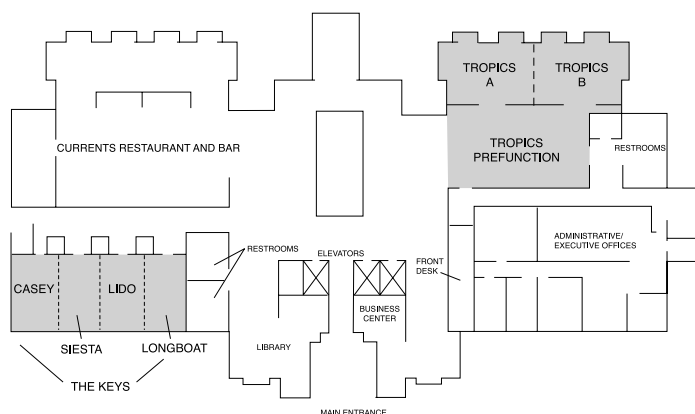 TROPICS
A
TROPICS
B
CURRENTS RESTAURANT AND BAR
TROPICS
PREFUNCTION
RESTROOMS
RESTROOMS
ELEVATORS
FRONT
DESK
ADMINISTRATIVE/
EXECUTIVE OFFICES
CASEY
LIDO
BUSINESS
CENTER
SIESTA
LONGBOAT
LIBRARY
THE KEYS
MAIN ENTRANCE